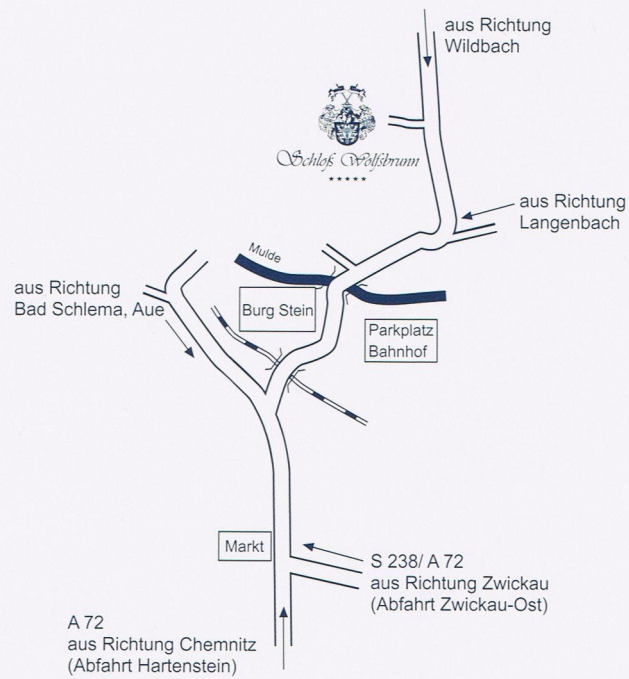 aus Richtung
Wildbach
Schloß Wolfsbrunn
aus Richtung
Langenbach
Mulde
aus Richtung
Bad Schlema, Aue
Burg Stein
Parkplatz
Bahnhof
Markt
S 238/ A 72
aus Richtung Zwickau
(Abfahrt Zwickau-Ost)
A 72
aus Richtung Chemnitz
(Abfahrt Hartenstein)